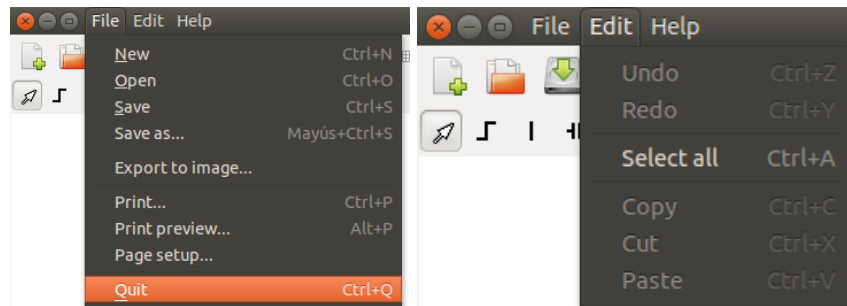 File Edit Help
New Ctrl+N
Open Ctrl+O
Save Ctrl+S
Save as... Mayús+Ctrl+S
Export to image...
Print... Ctrl+P
Print preview... Alt+P
Page setup...
Quit Ctrl+Q
File Edit Help
Undo Ctrl+Z
Redo Ctrl+Y
Select all Ctrl+A
Copy Ctrl+C
Cut Ctrl+X
Paste Ctrl+V